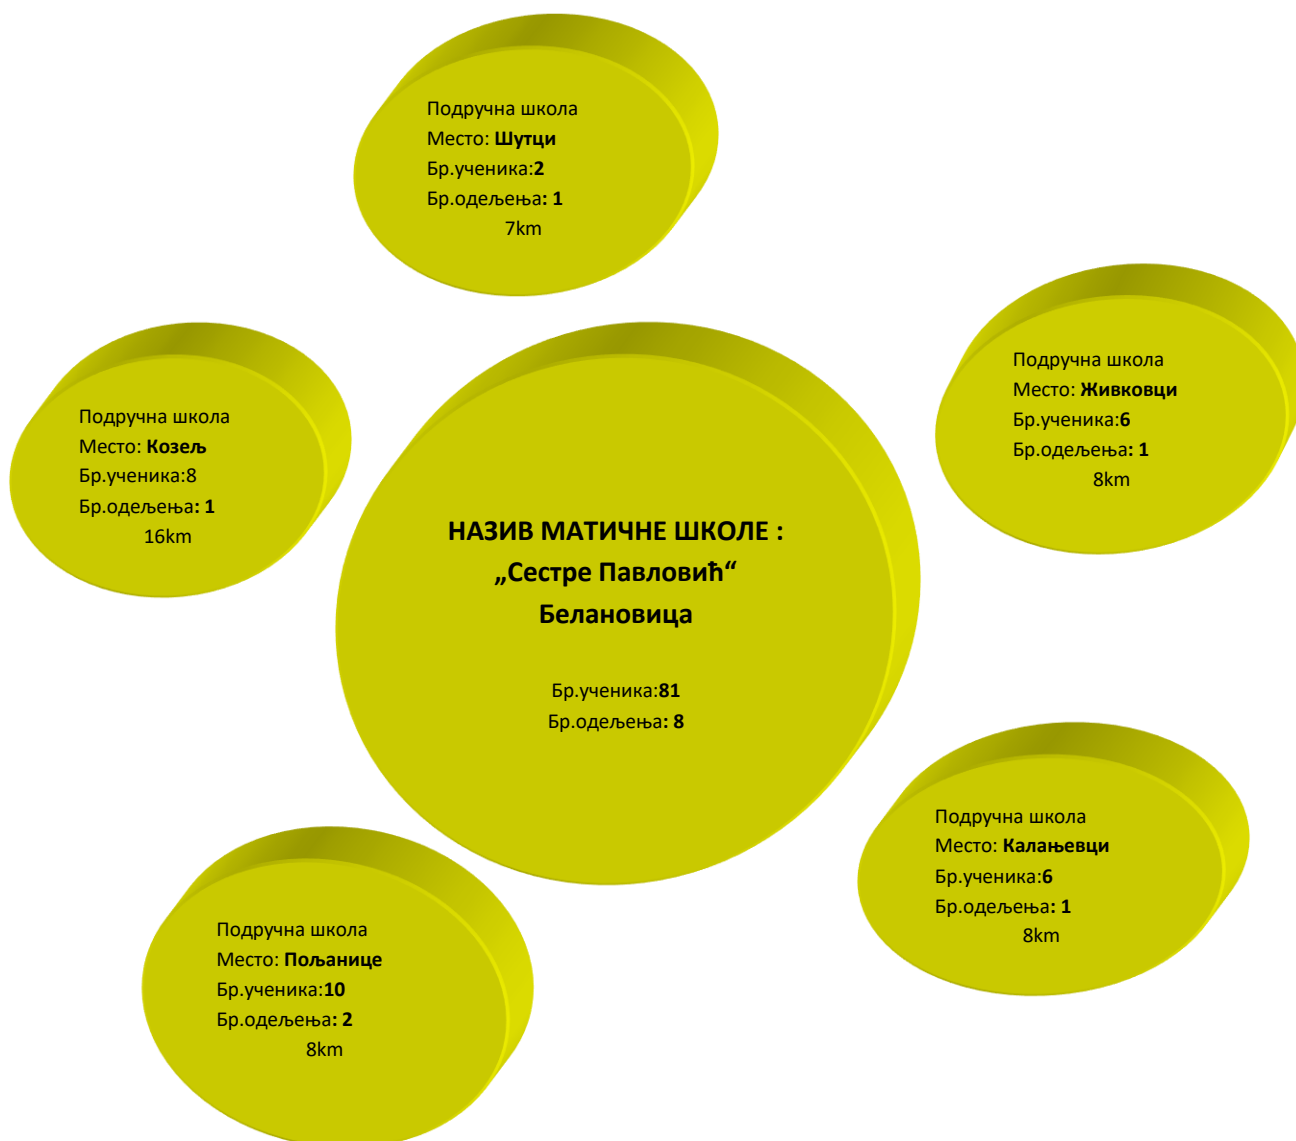 Подручна школа
Место: Шутци
Бр.ученика:2
Бр.одељења: 1
7km
Подручна школа
Место: Живковци
Бр.ученика:6
Бр.одељења: 1
8km
Подручна школа
Место: Козељ
Бр.ученика:8
Бр.одељења: 1
16km
НАЗИВ МАТИЧНЕ ШКОЛЕ :
„Сестре Павловић“
Белановица
Бр.ученика:81
Бр.одељења: 8
Подручна школа
Место: Калањевци
Бр.ученика:6
Бр.одељења: 1
8km
Подручна школа
Место: Пољанице
Бр.ученика:10
Бр.одељења: 2
8km